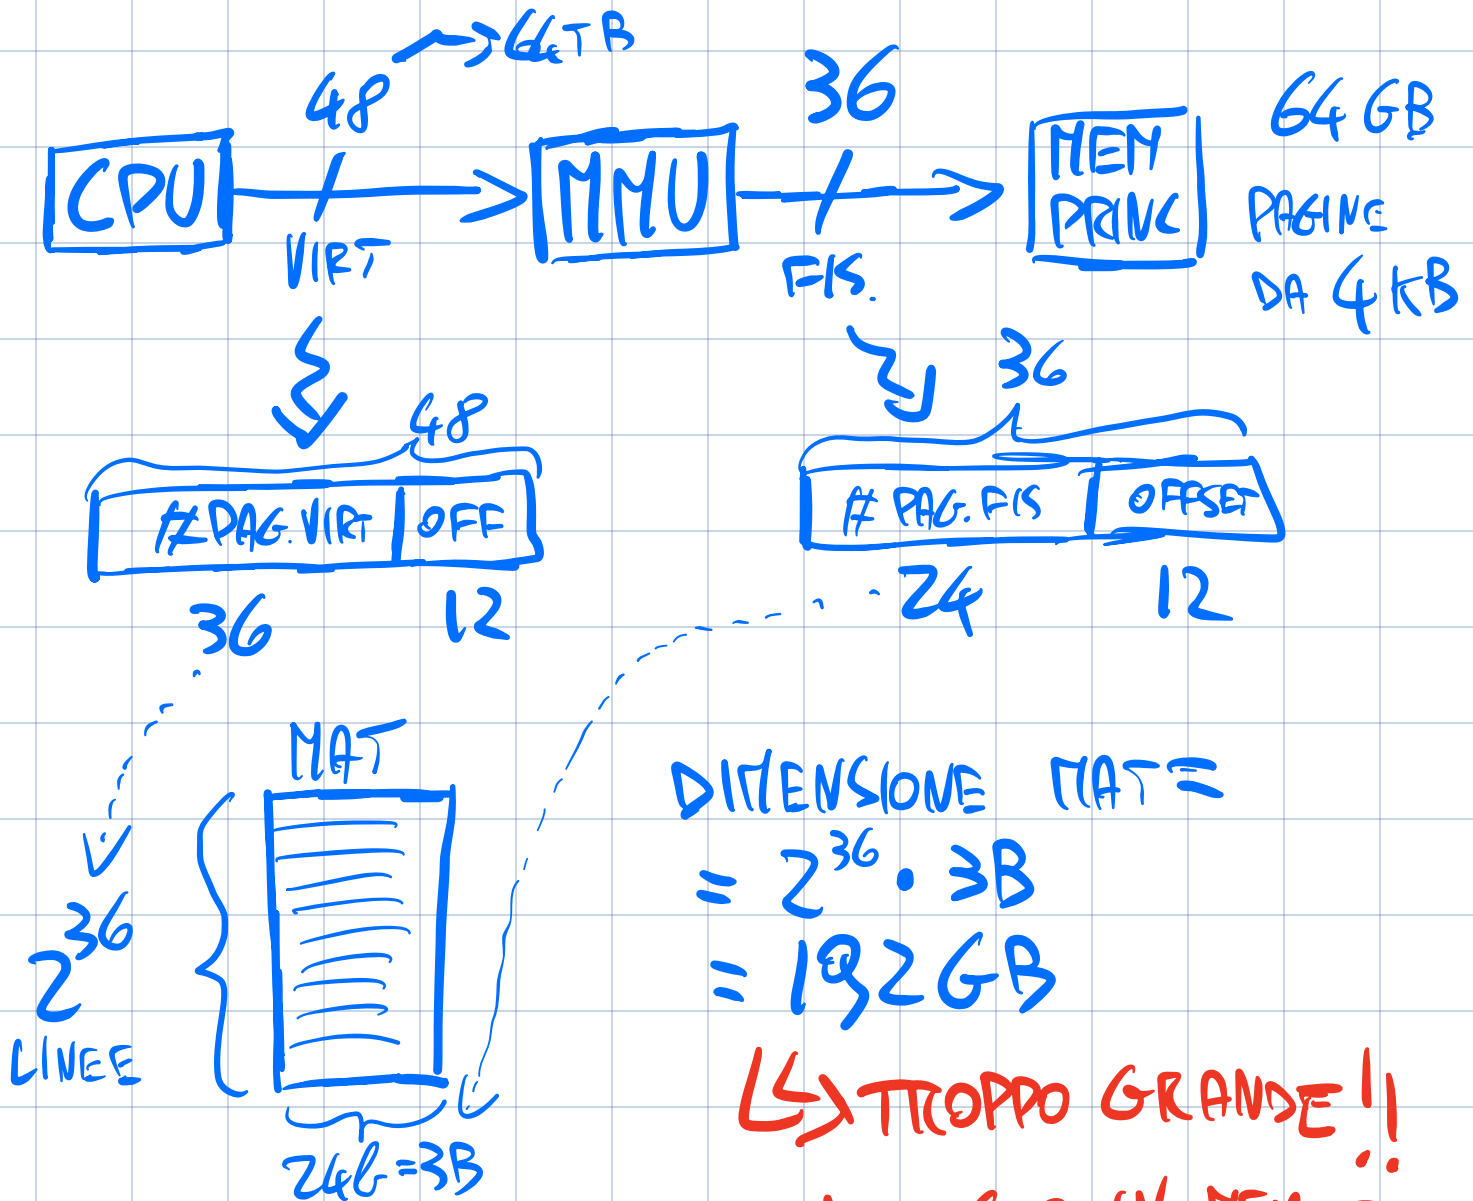 48 → 64TB
36
64 GB
CPU
MMU
MEM
PRINC
PAGINE
VIRT
FIS.
DA 4KB
48
36
#PAG.VIRT OFF
#PAG.FIS OFFSET
36 12
24 12
MAT
DIMENSIONE MAT =
= 2^36 · 3B
2^36
LINEE
= 192GB
↳ TROPPO GRANDE!!
24b=3B